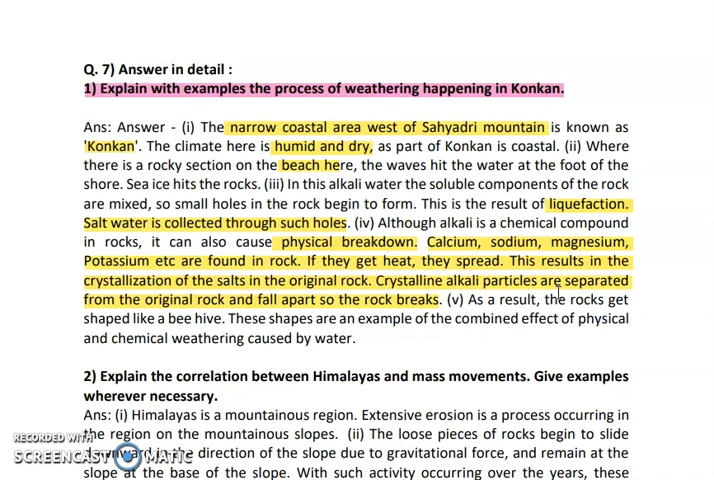 Q. 7) Answer in detail :
1) Explain with examples the process of weathering happening in Konkan.
Ans: Answer - (i) The narrow coastal area west of Sahyadri mountain is known as
'Konkan'. The climate here is humid and dry, as part of Konkan is coastal. (ii) Where
there is a rocky section on the beach here, the waves hit the water at the foot of the
shore. Sea ice hits the rocks. (iii) In this alkali water the soluble components of the rock
are mixed, so small holes in the rock begin to form. This is the result of liquefaction.
Salt water is collected through such holes. (iv) Although alkali is a chemical compound
in rocks, it can also cause physical breakdown. Calcium, sodium, magnesium,
Potassium etc are found in rock. If they get heat, they spread. This results in the
crystallization of the salts in the original rock. Crystalline alkali particles are separated
from the original rock and fall apart so the rock breaks. (v) As a result, the rocks get
shaped like a bee hive. These shapes are an example of the combined effect of physical
and chemical weathering caused by water.
2) Explain the correlation between Himalayas and mass movements. Give examples
wherever necessary.
Ans: (i) Himalayas is a mountainous region. Extensive erosion is a process occurring in
the region on the mountainous slopes. (ii) The loose pieces of rocks begin to slide
downward in the direction of the slope due to gravitational force, and remain at the
slope at the base of the slope. With such activity occurring over the years, these
RECORDED WITH
SCREENCAST MATIC